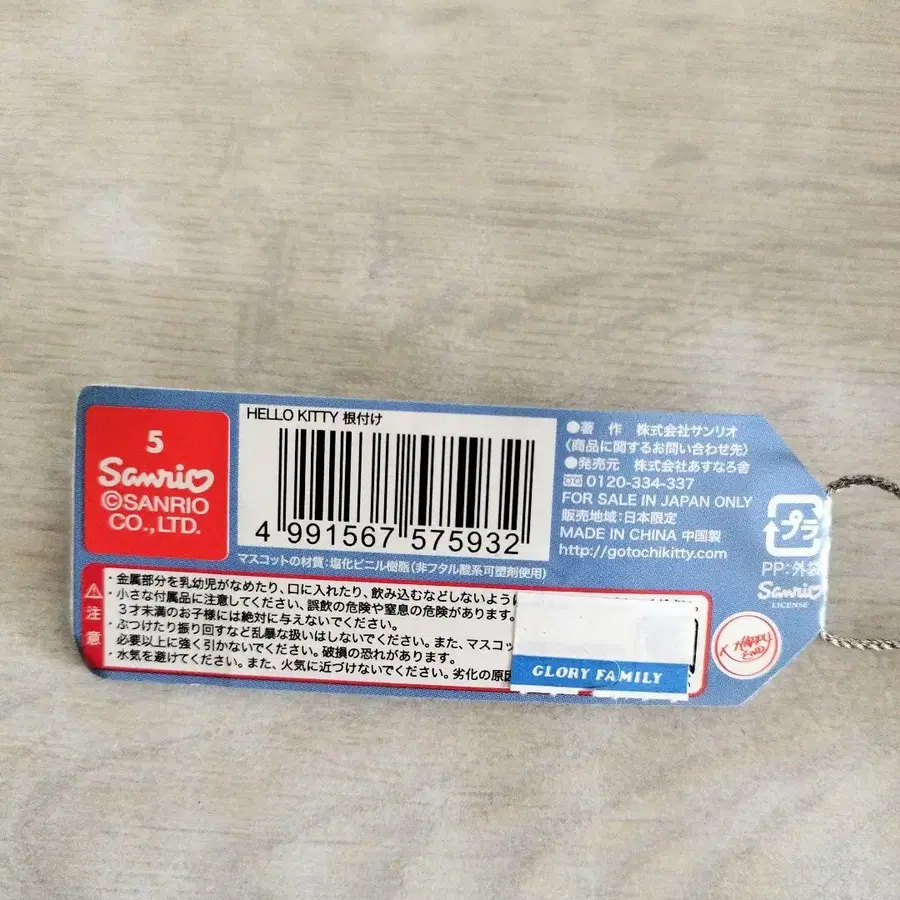 5
Sanrio
©SANRIO
CO.,LTD.
HELLO KITTY 根付け
4 991567 575932
マスコットの材質:塩化ビニル樹脂(非フタル酸系可塑剤使用)
●著 作 株式会社サンリオ
〈商品に関するお問い合わせ先〉
●発売元 株式会社あすなろ舎
0120-334-337
FOR SALE IN JAPAN ONLY
販売地域:日本限定
MADE IN CHINA 中国製
http://gotochikitty.com
プラ
PP:外袋
Sanrio
LICENSE
HAPPY
END
注意
・金属部分を乳幼児がなめたり、口に入れたり、飲み込むなどしないように
・小さな付属品に注意してください、誤飲の危険や窒息の危険があります。
3才未満のお子様には絶対に与えないでください。
・ぶつけたり振り回すなど乱暴な扱いはしないでください。また、マスコッ
必要以上に強く引かないでください。破損の恐れがあります。
・水気を避けてください。また、火気に近づけないでください。劣化の原因
GLORY FAMILY